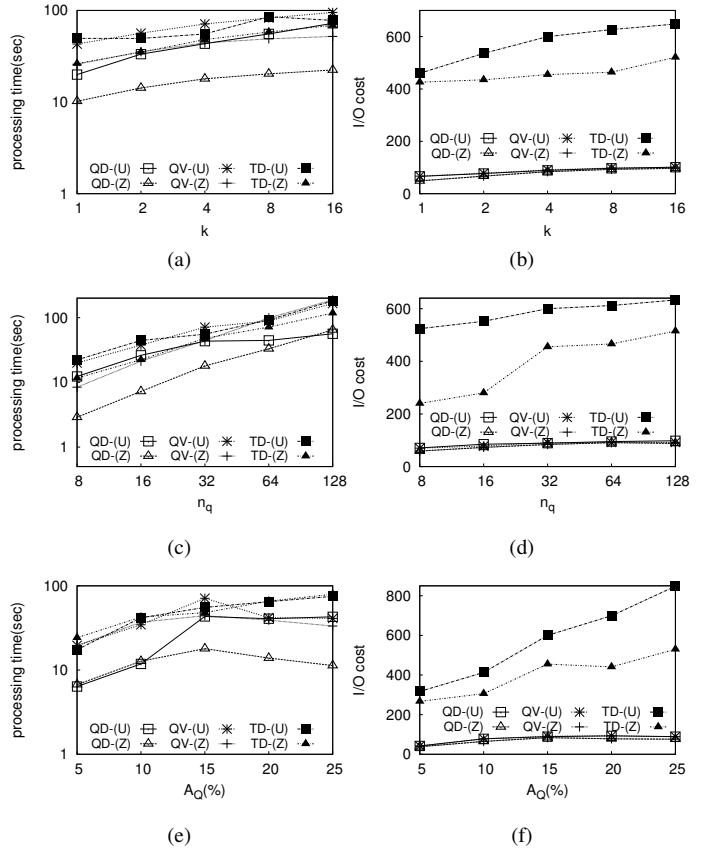 100
10
1
processing time(sec)
QD-(U) QV-(U) TD-(U)
QD-(Z) QV-(Z) TD-(Z)
1 2 4 8 16
k
(a)
600
400
200
0
I/O cost
QD-(U) QV-(U) TD-(U)
QD-(Z) QV-(Z) TD-(Z)
1 2 4 8 16
k
(b)
100
10
1
processing time(sec)
QD-(U) QV-(U) TD-(U)
QD-(Z) QV-(Z) TD-(Z)
8 16 32 64 128
n_q
(c)
600
400
200
0
I/O cost
QD-(U) QV-(U) TD-(U)
QD-(Z) QV-(Z) TD-(Z)
8 16 32 64 128
n_q
(d)
100
10
1
processing time(sec)
QD-(U) QV-(U) TD-(U)
QD-(Z) QV-(Z) TD-(Z)
5 10 15 20 25
A_Q(%)
(e)
800
600
400
200
0
I/O cost
QD-(U) QV-(U) TD-(U)
QD-(Z) QV-(Z) TD-(Z)
5 10 15 20 25
A_Q(%)
(f)